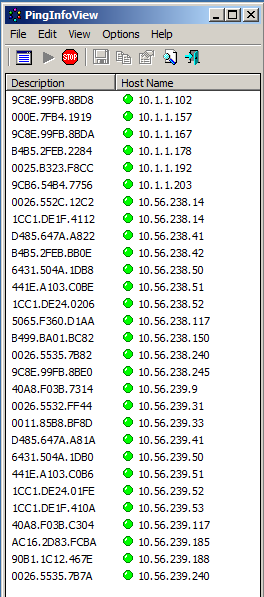 PingInfoView
File Edit View Options Help
STOP
Description Host Name
9C8E.99FB.8BD8 10.1.1.102
000E.7FB4.1919 10.1.1.157
9C8E.99FB.8BDA 10.1.1.167
B4B5.2FEB.2284 10.1.1.178
0025.B323.F8CC 10.1.1.192
9CB6.54B4.7756 10.1.1.203
0026.552C.12C2 10.56.238.14
1CC1.DE1F.4112 10.56.238.14
D485.647A.A822 10.56.238.41
B4B5.2FEB.BB0E 10.56.238.42
6431.504A.1DB8 10.56.238.50
441E.A103.C0BE 10.56.238.51
1CC1.DE24.0206 10.56.238.52
5065.F360.D1AA 10.56.238.117
B499.BA01.BC82 10.56.238.150
0026.5535.7B82 10.56.238.240
9C8E.99FB.8BE0 10.56.238.245
40A8.F03B.7314 10.56.239.9
0026.5532.FF44 10.56.239.31
0011.85B8.BF8D 10.56.239.33
D485.647A.A81A 10.56.239.41
6431.504A.1DB0 10.56.239.50
441E.A103.C0B6 10.56.239.51
1CC1.DE24.01FE 10.56.239.52
1CC1.DE1F.410A 10.56.239.53
40A8.F03B.C304 10.56.239.117
AC16.2D83.FCBA 10.56.239.185
90B1.1C12.467E 10.56.239.188
0026.5535.7B7A 10.56.239.240